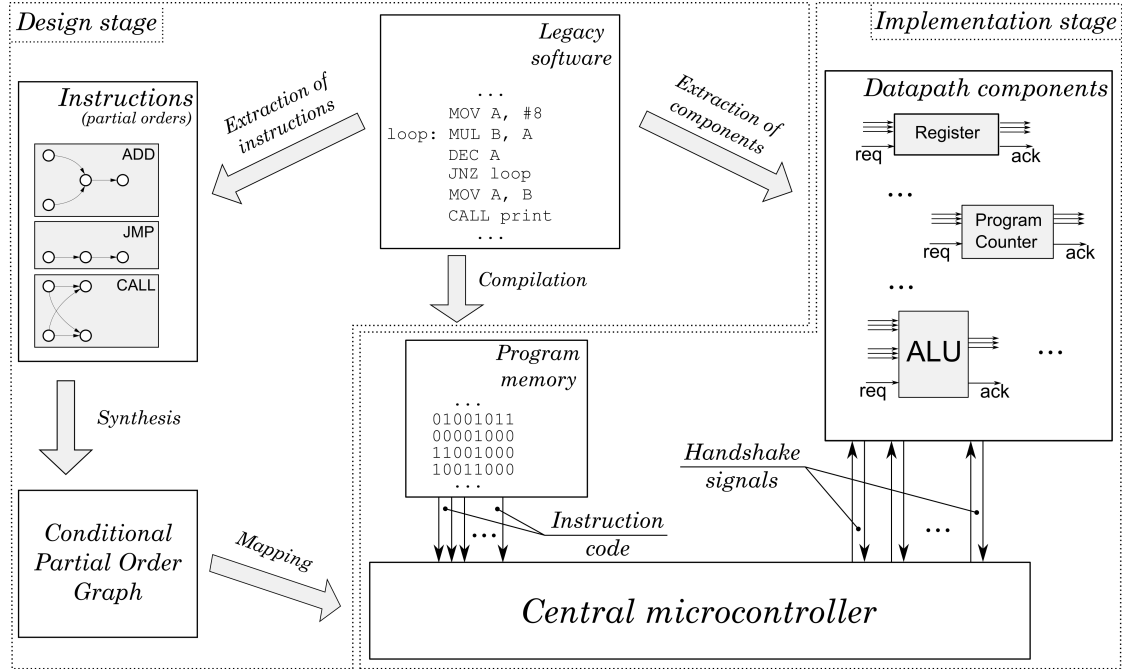 Design stage
Implementation stage
Legacy
software
...
MOV A, #8
loop: MUL B, A
DEC A
JNZ loop
MOV A, B
CALL print
...
Extraction of
instructions
Extraction of
components
Instructions
(partial orders)
ADD
JMP
CALL
Datapath components
Register
req
ack
...
Program
Counter
req
ack
...
ALU
...
req
ack
Compilation
Synthesis
Program
memory
...
01001011
00001000
11001000
10011000
...
Handshake
signals
...
Instruction
code
...
Conditional
Partial Order
Graph
Mapping
Central microcontroller